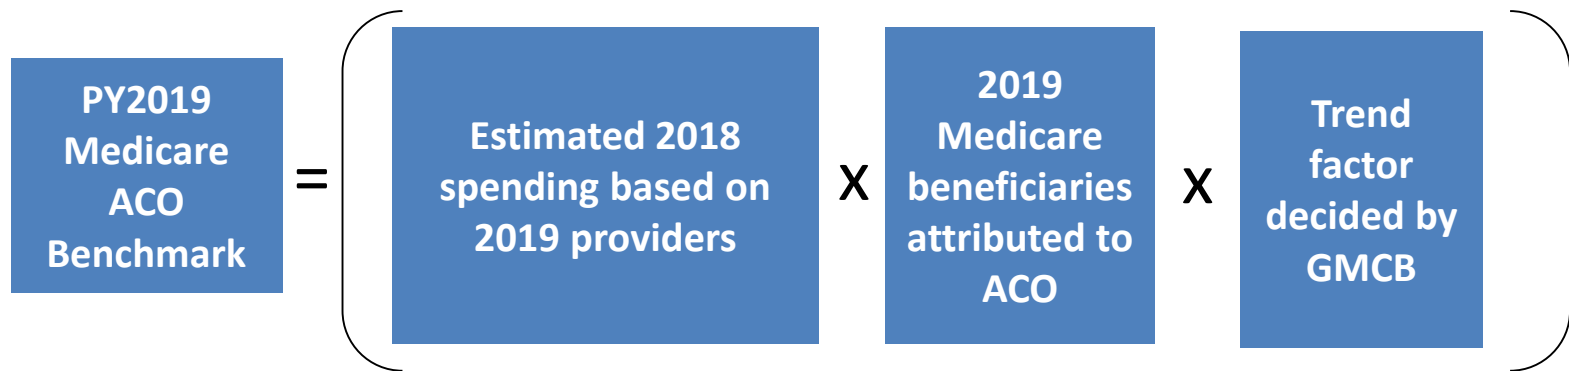 PY2019
Medicare
ACO
Benchmark
=
Estimated 2018
spending based on
2019 providers
X
2019
Medicare
beneficiaries
attributed to
ACO
X
Trend
factor
decided by
GMCB